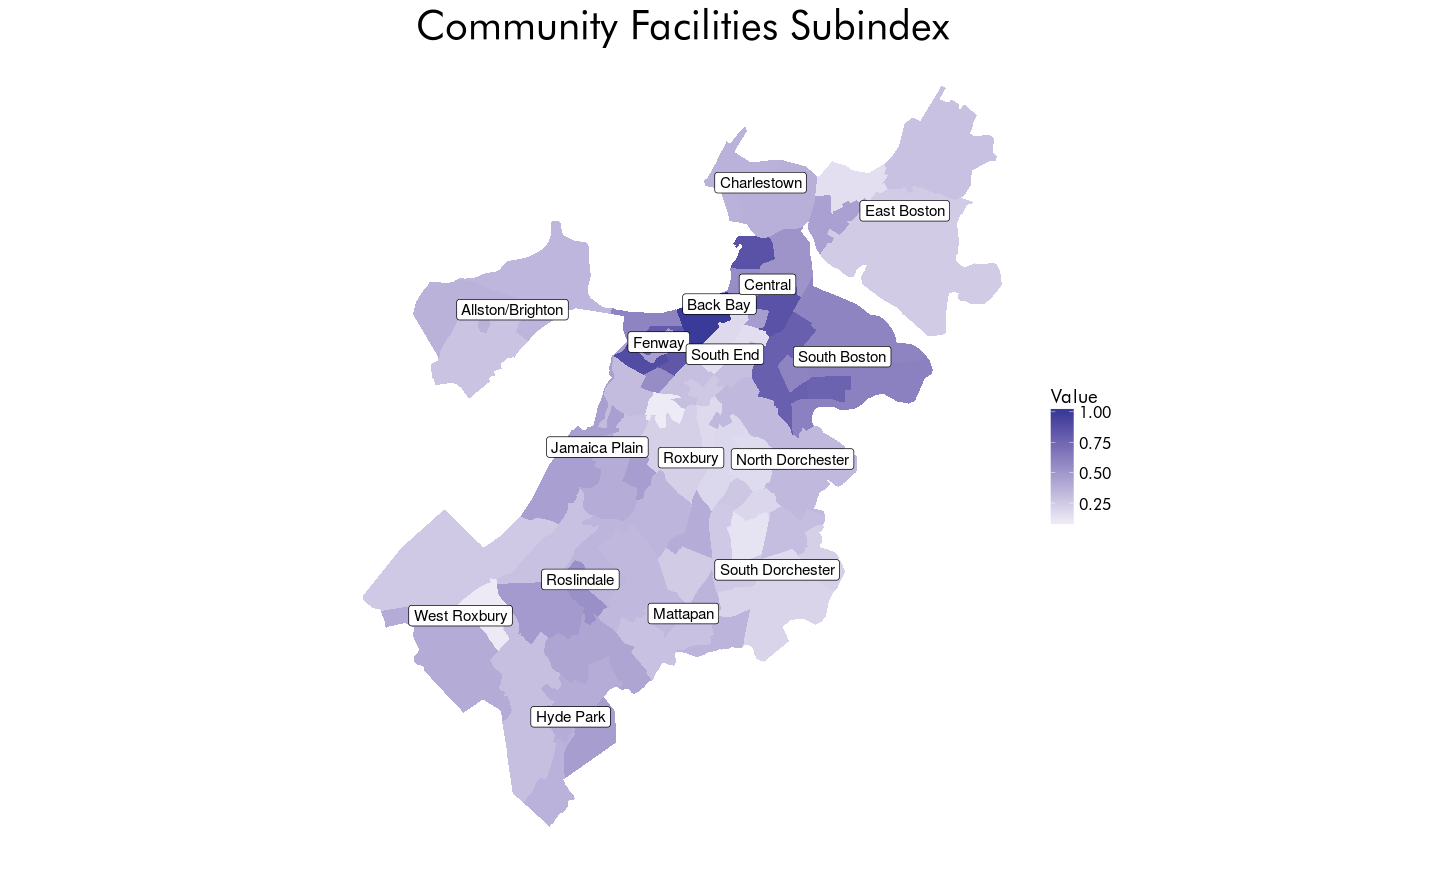 Community Facilities Subindex
Charlestown
East Boston
Central
Back Bay
Allston/Brighton
Fenway
South End
South Boston
Value
1.00
0.75
0.50
0.25
Jamaica Plain
Roxbury
North Dorchester
South Dorchester
Roslindale
West Roxbury
Mattapan
Hyde Park